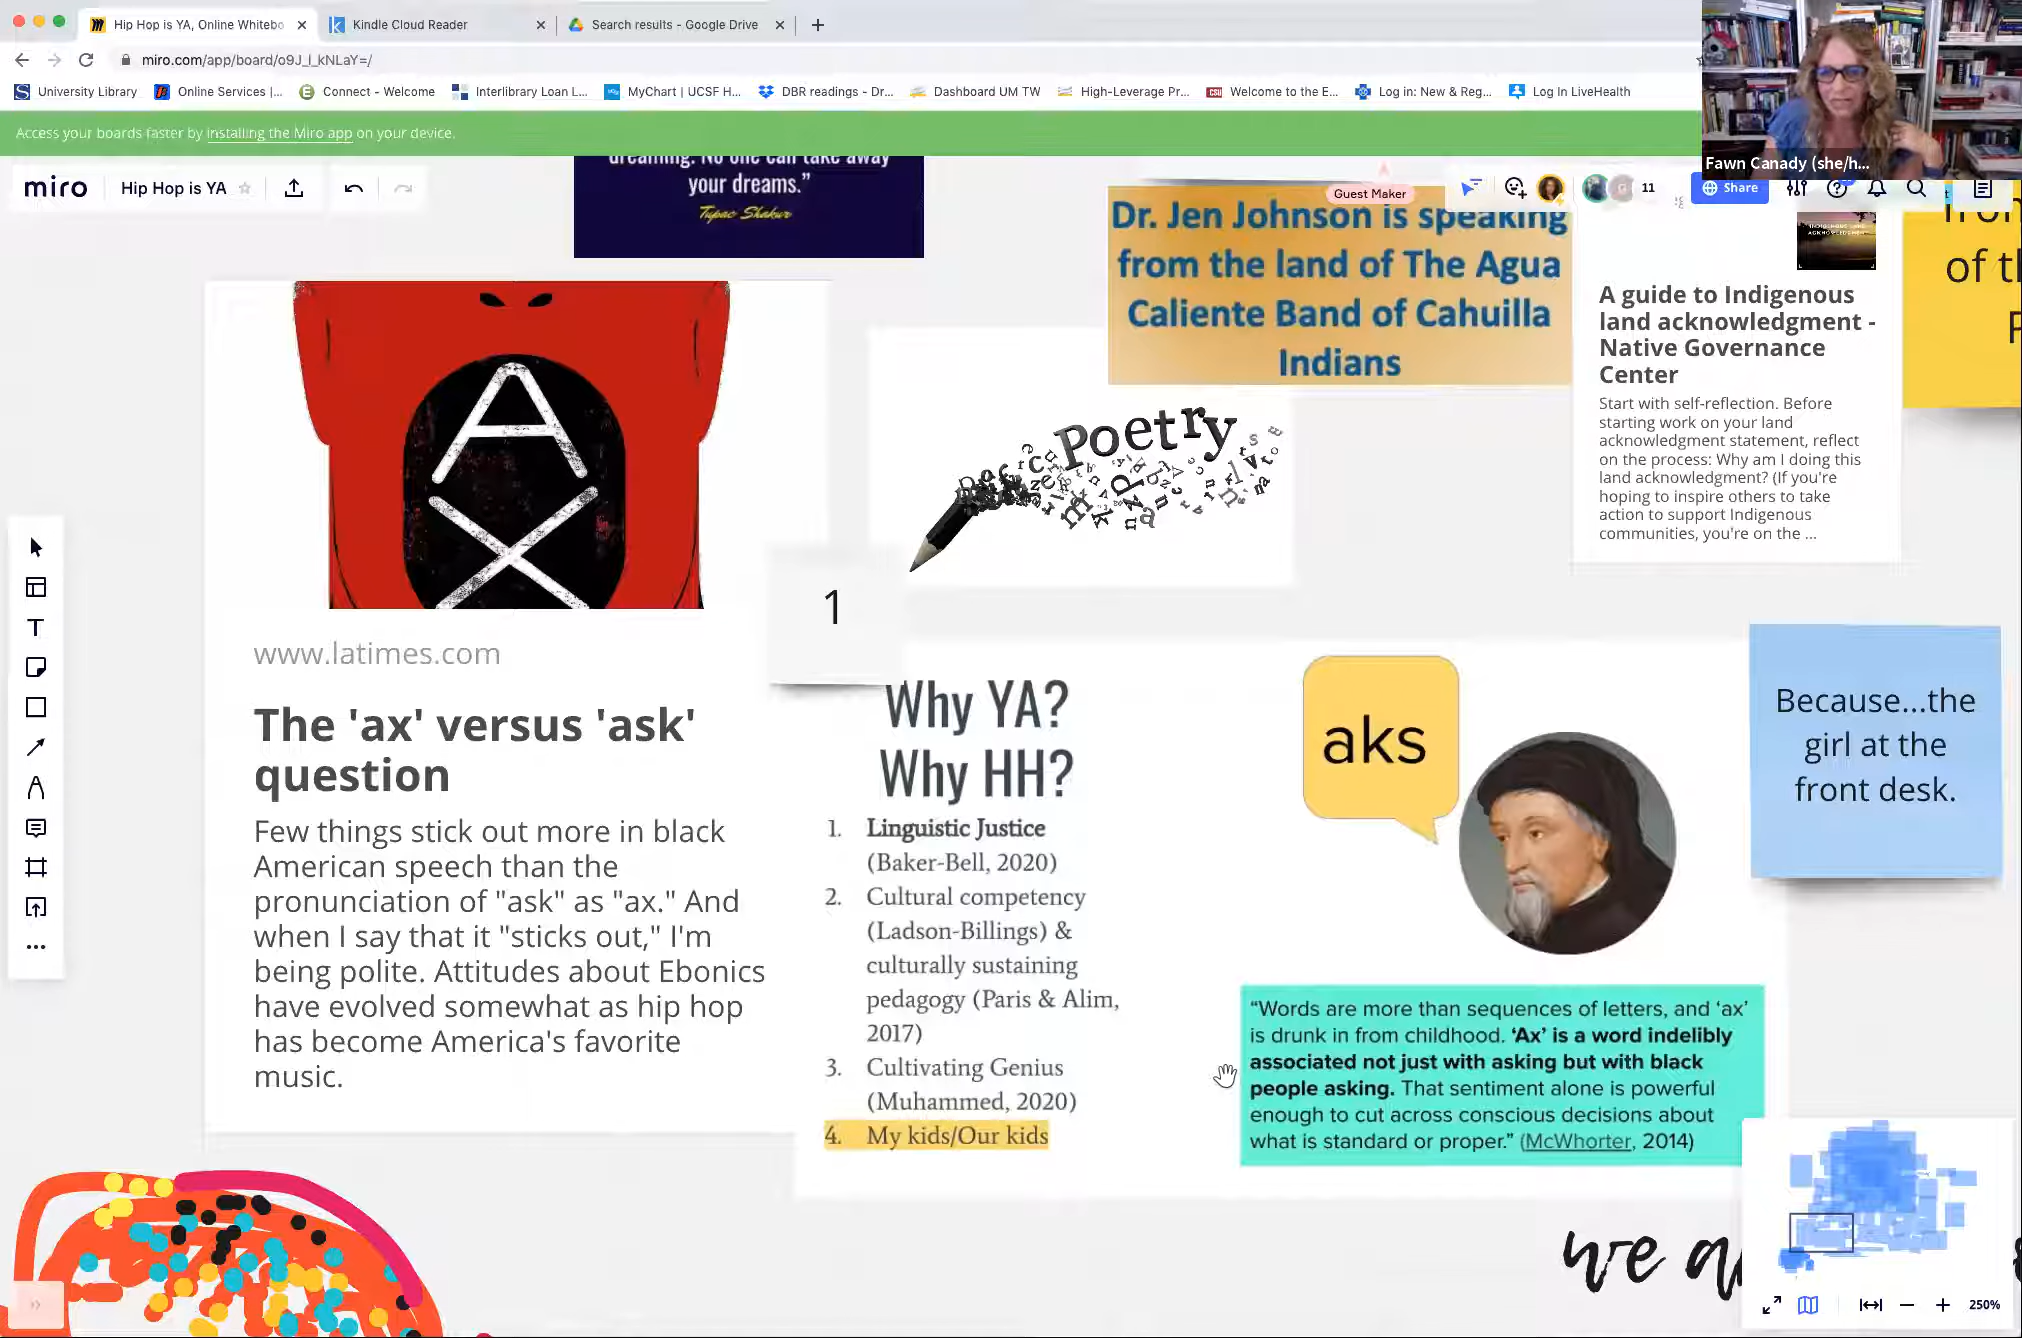 Hip Hop is YA, Online Whitebo
Kindle Cloud Reader
Search results - Google Drive
miro.com/app/board/o9J_l_kNLaY=/
University Library
Online Services |...
Connect - Welcome
Interlibrary Loan L...
MyChart | UCSF H...
DBR readings - Dr...
Dashboard UM TW
High-Leverage Pr...
Welcome to the E...
Log in: New & Reg...
Log In LiveHealth
Access your boards faster by installing the Miro app on your device.
Fawn Canady (she/h...
miro
Hip Hop is YA
Guest Maker
11
Share
dreaming. No one can take away
your dreams.”
Tupac Shakur
Dr. Jen Johnson is speaking
from the land of The Agua
Caliente Band of Cahuilla
Indians
INDIGENOUS LAND
ACKNOWLEDGMENT
A guide to Indigenous
land acknowledgment -
Native Governance
Center
Start with self-reflection. Before
starting work on your land
acknowledgment statement, reflect
on the process: Why am I doing this
land acknowledgment? (If you're
hoping to inspire others to take
action to support Indigenous
communities, you're on the ...
of
A
X
Poetry
1
www.latimes.com
The 'ax' versus 'ask'
question
Few things stick out more in black
American speech than the
pronunciation of "ask" as "ax." And
when I say that it "sticks out," I'm
being polite. Attitudes about Ebonics
have evolved somewhat as hip hop
has become America's favorite
music.
Why YA?
Why HH?
1. Linguistic Justice
(Baker-Bell, 2020)
2. Cultural competency
(Ladson-Billings) &
culturally sustaining
pedagogy (Paris & Alim,
2017)
3. Cultivating Genius
(Muhammed, 2020)
4. My kids/Our kids
aks
Because...the
girl at the
front desk.
“Words are more than sequences of letters, and ‘ax’
is drunk in from childhood. ‘Ax’ is a word indelibly
associated not just with asking but with black
people asking. That sentiment alone is powerful
enough to cut across conscious decisions about
what is standard or proper.” (McWhorter, 2014)
we
250%